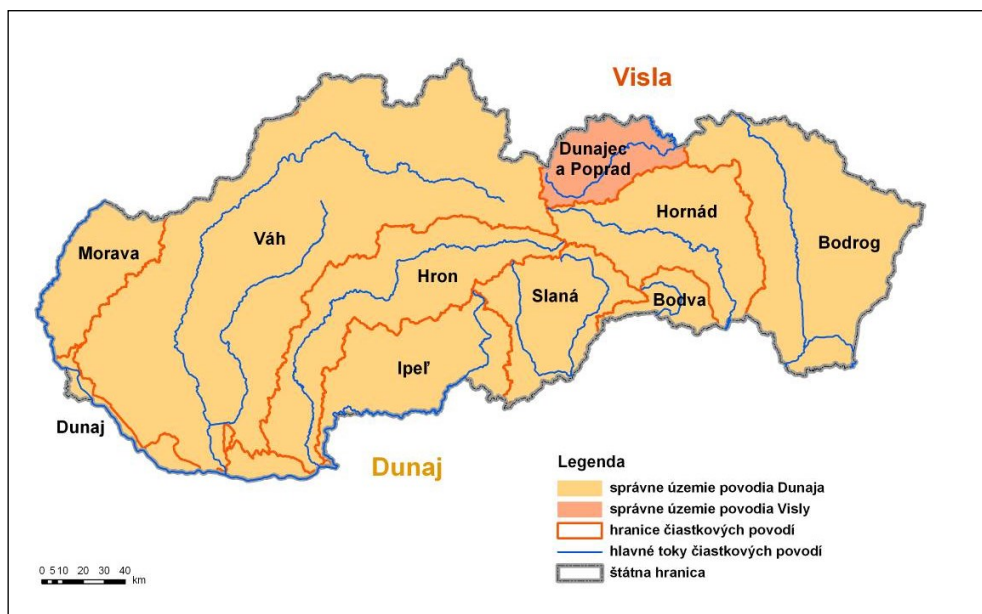 Visla
Dunajec
a Poprad
Hornád
Morava
Váh
Bodrog
Hron
Slaná
Bodva
Ipeľ
Dunaj
Dunaj
Legenda
správne územie povodia Dunaja
správne územie povodia Visly
hranice čiastkových povodí
hlavné toky čiastkových povodí
štátna hranica
0 5 10 20 30 40
km